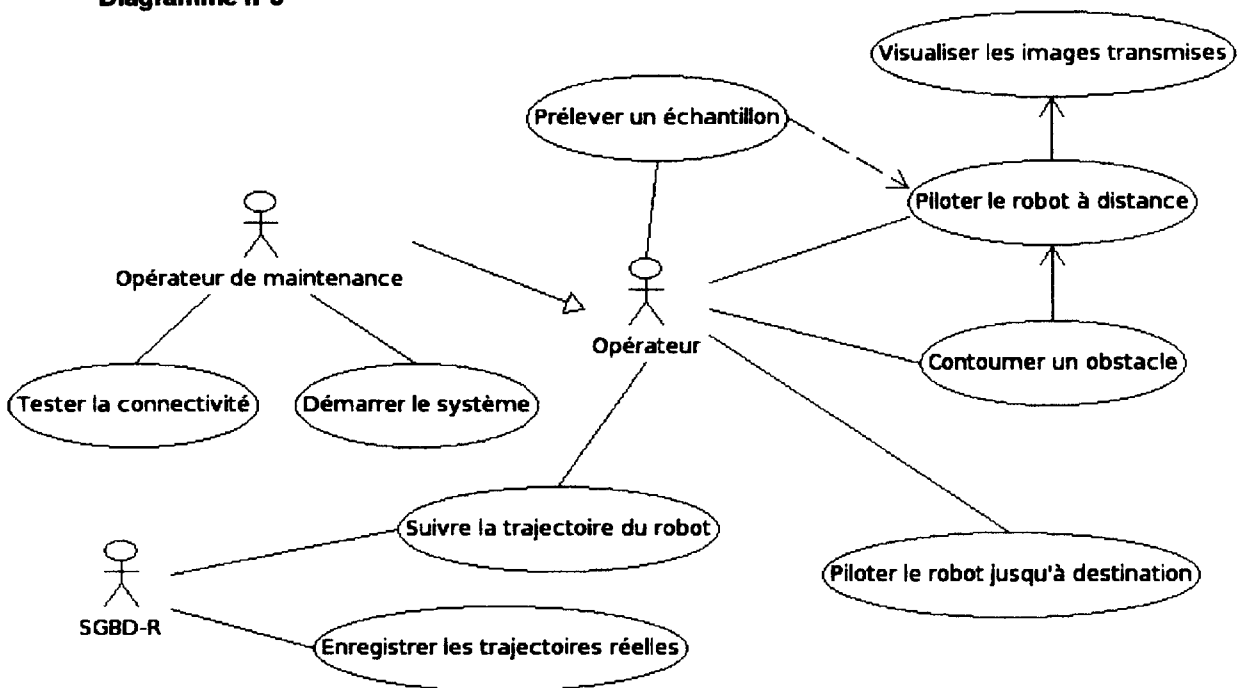 Visualiser les images transmises
Prélever un échantillon
Piloter le robot à distance
Opérateur de maintenance
Opérateur
Contourner un obstacle
Tester la connectivité
Démarrer le système
Suivre la trajectoire du robot
Piloter le robot jusqu'à destination
SGBD-R
Enregistrer les trajectoires réelles